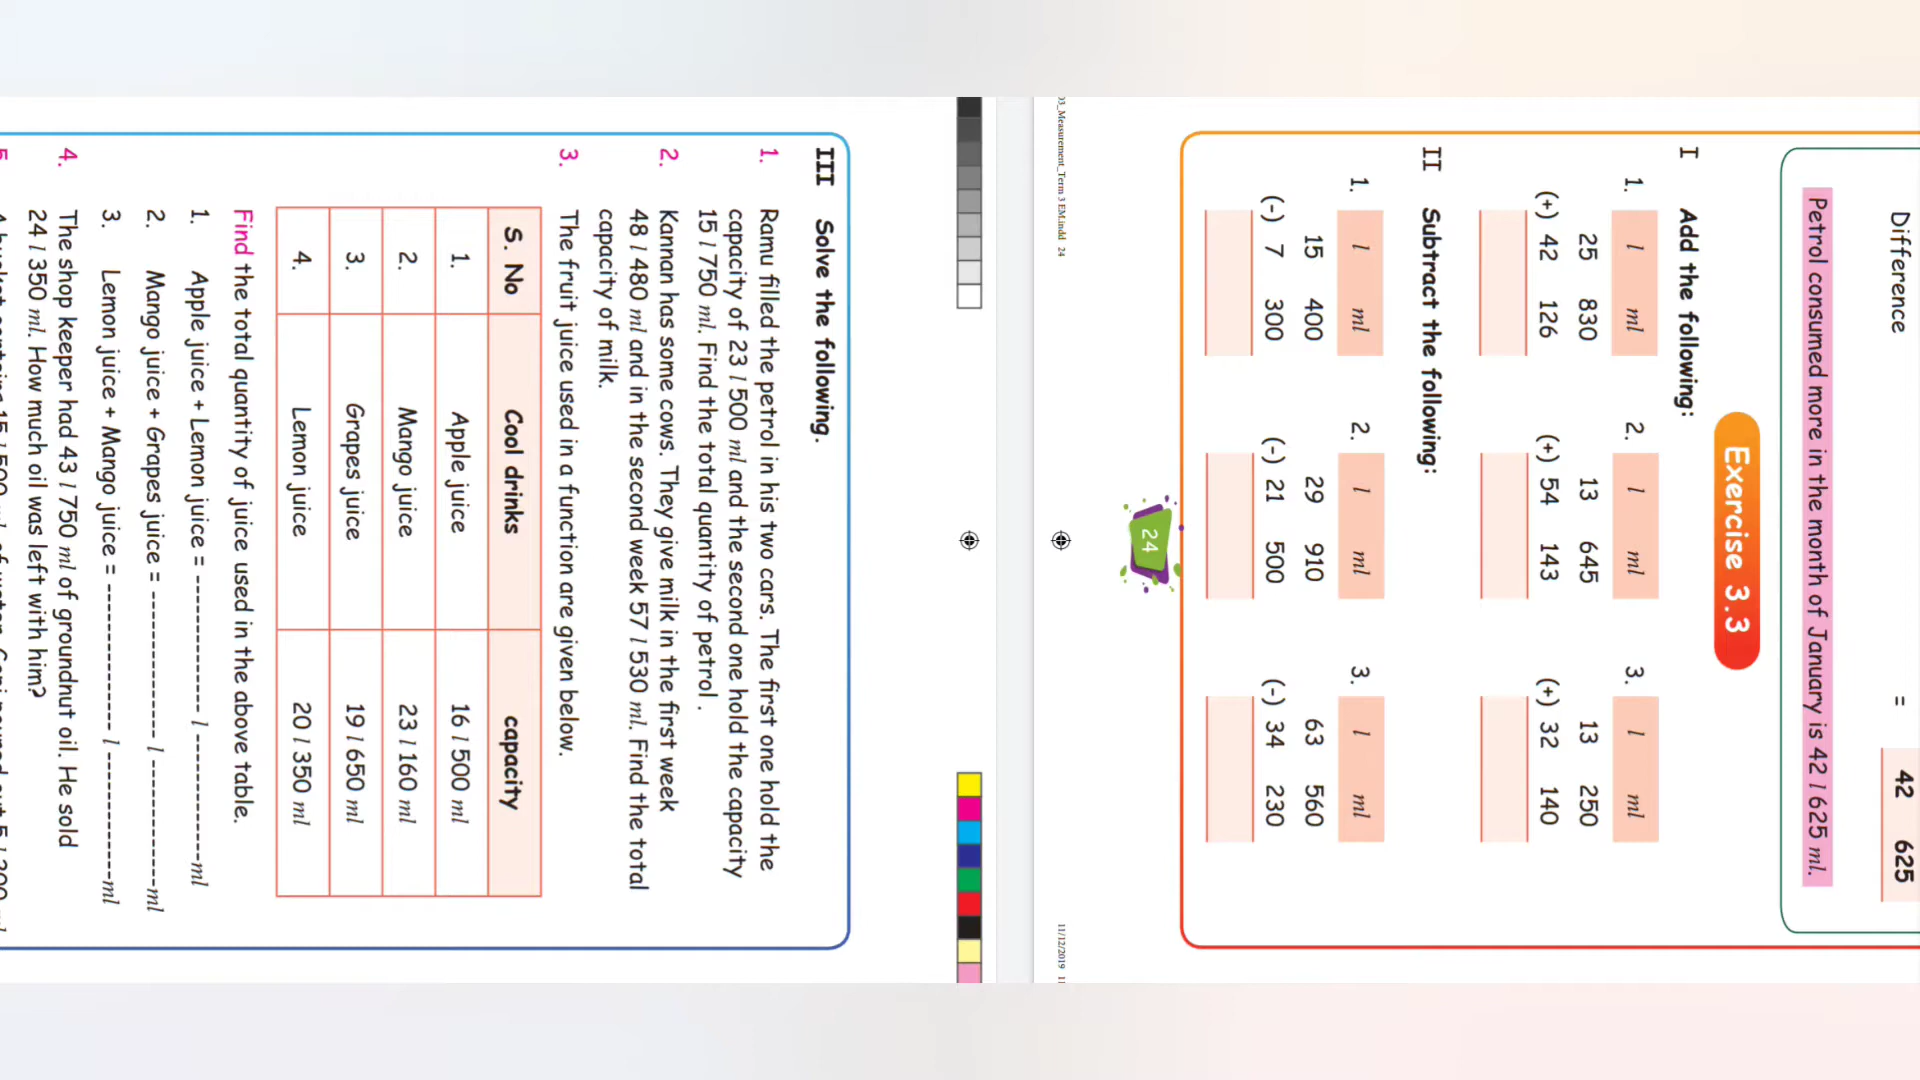 Difference = 42 625
Petrol consumed more in the month of January is 42 l 625 ml.
Exercise 3.3
I Add the following:
1. 2. 3.
l ml l ml l ml
25 830 13 645 13 250
(+) 42 126 (+) 54 143 (+) 32 140
II Subtract the following:
1. 2. 3.
l ml l ml l ml
15 400 29 910 63 560
(-) 7 300 (-) 21 500 (-) 34 230
24
03_Measurement_Term 3 EM.indd 24 11/12/2019
III Solve the following.
1. Ramu filled the petrol in his two cars. The first one hold the
capacity of 23 l 500 ml and the second one hold the capacity
15 l 750 ml. Find the total quantity of petrol .
2. Kannan has some cows. They give milk in the first week
48 l 480 ml and in the second week 57 l 530 ml. Find the total
capacity of milk.
3. The fruit juice used in a function are given below.
S. No Cool drinks capacity
1. Apple juice 16 l 500 ml
2. Mango juice 23 l 160 ml
3. Grapes juice 19 l 650 ml
4. Lemon juice 20 l 350 ml
Find the total quantity of juice used in the above table.
1. Apple juice + Lemon juice = -------------- l --------------ml
2. Mango juice + Grapes juice = -------------- l --------------ml
3. Lemon juice + Mango juice = -------------- l --------------ml
4. The shop keeper had 43 l 750 ml of groundnut oil. He sold
24 l 350 ml. How much oil was left with him?